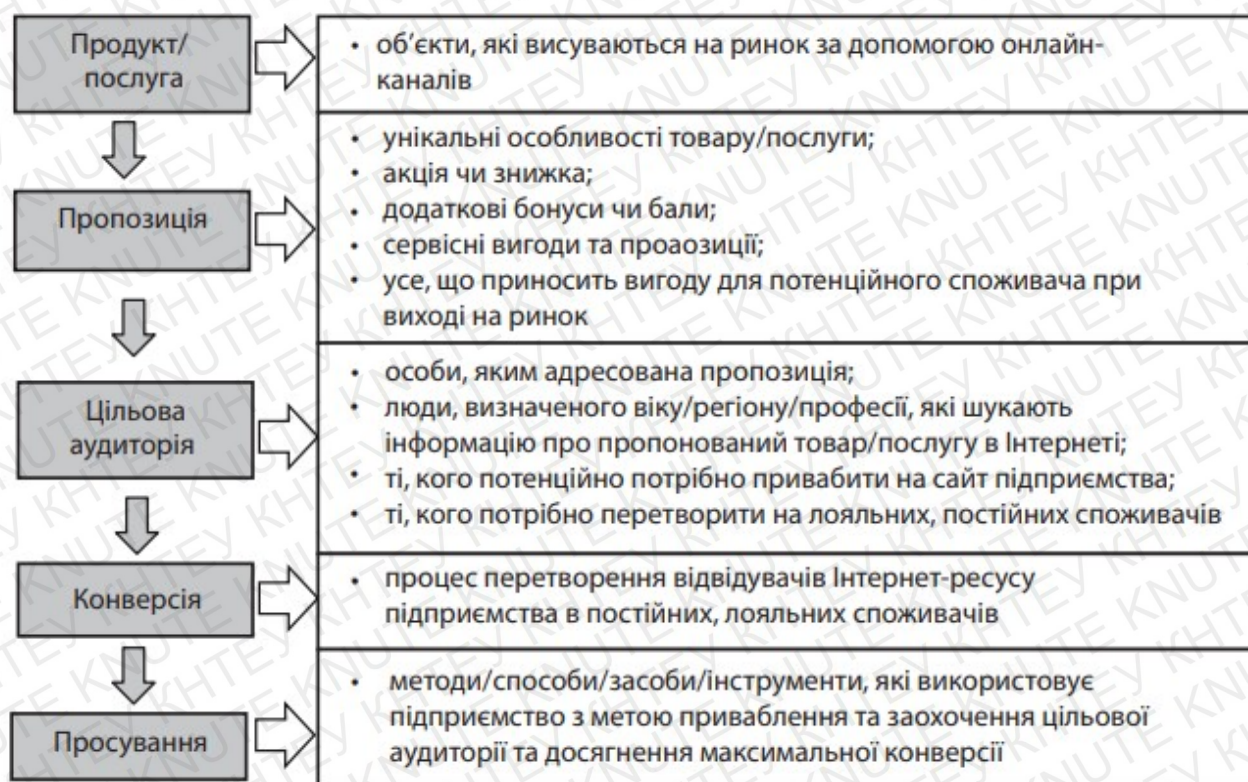 Продукт/
послуга
• об’єкти, які висуваються на ринок за допомогою онлайн-
каналів
Пропозиція
• унікальні особливості товару/послуги;
• акція чи знижка;
• додаткові бонуси чи бали;
• сервісні вигоди та проаозиції;
• усе, що приносить вигоду для потенційного споживача при
виході на ринок
Цільова
аудиторія
• особи, яким адресована пропозиція;
• люди, визначеного віку/регіону/професії, які шукають
інформацію про пропонований товар/послугу в Інтернеті;
• ті, кого потенційно потрібно привабити на сайт підприємства;
• ті, кого потрібно перетворити на лояльних, постійних споживачів
Конверсія
• процес перетворення відвідувачів Інтернет-ресусу
підприємства в постійних, лояльних споживачів
Просування
• методи/способи/засоби/інструменти, які використовує
підприємство з метою приваблення та заохочення цільової
аудиторії та досягнення максимальної конверсії